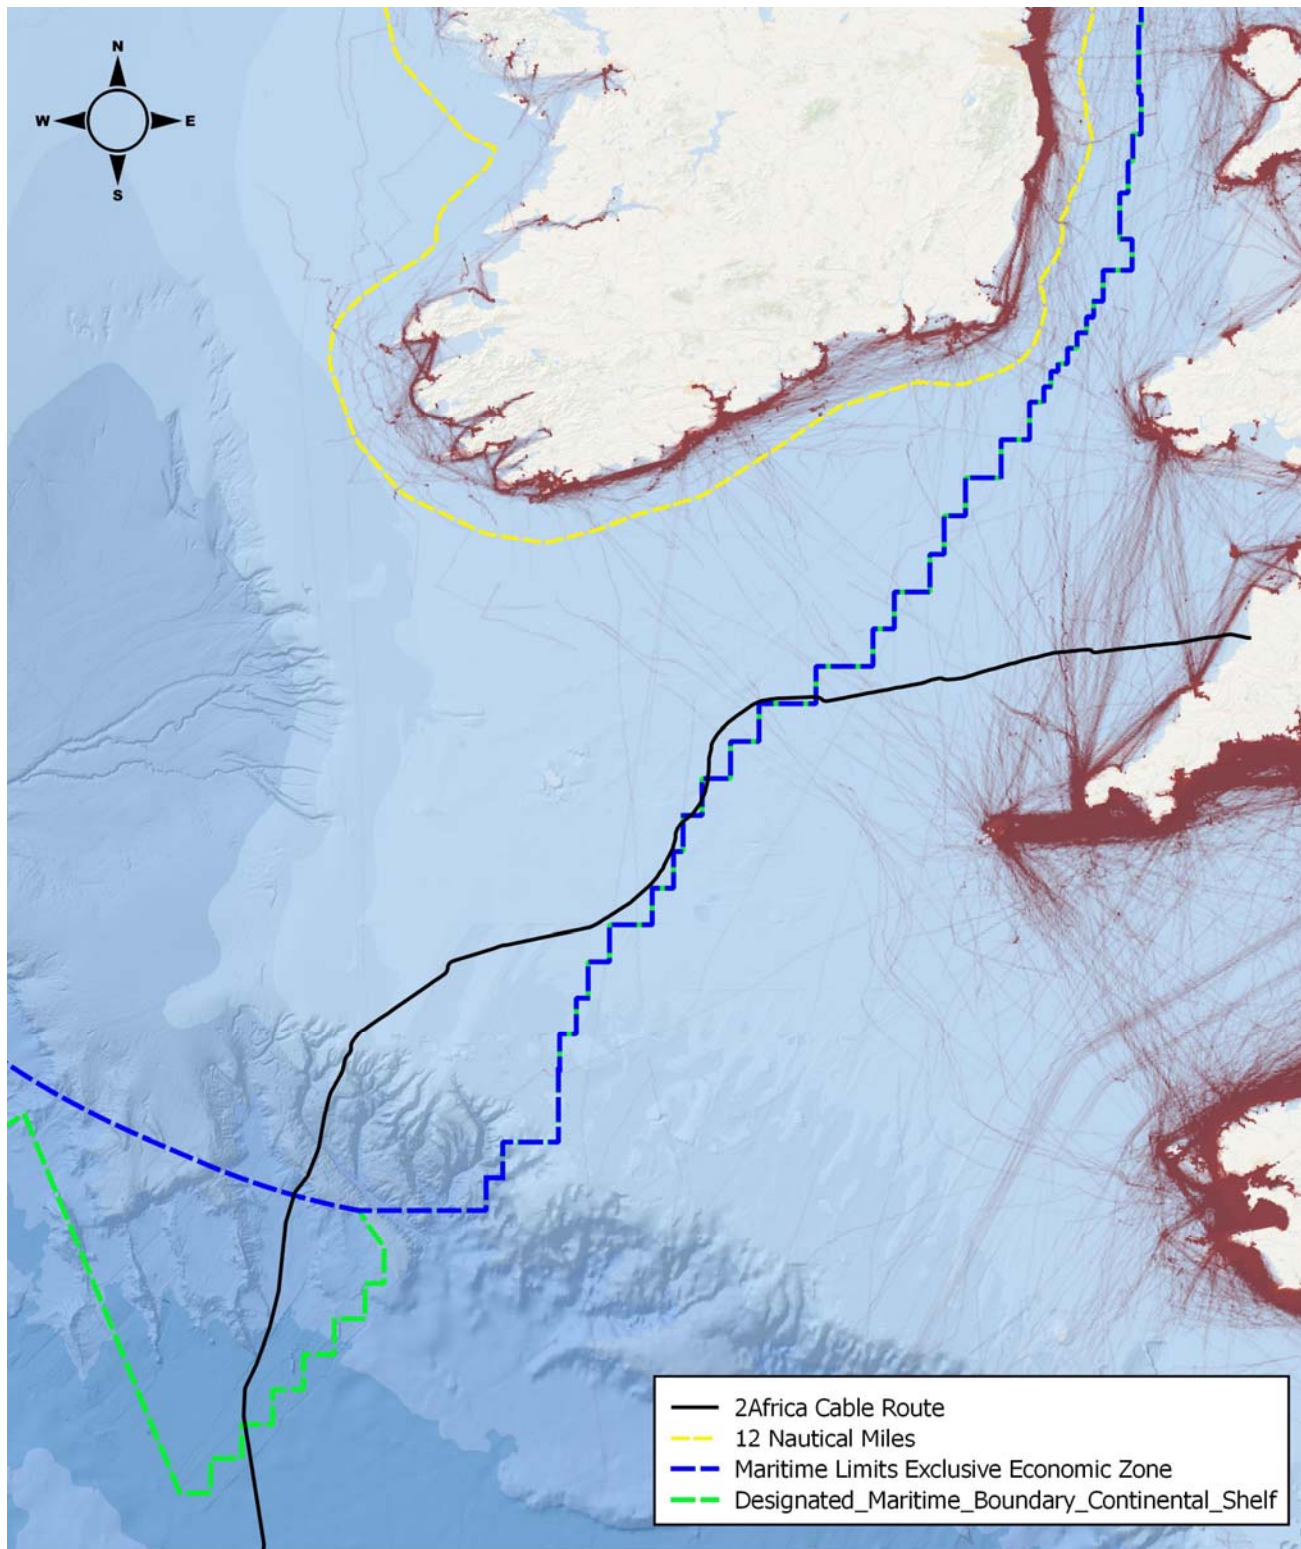 N
W E
S
2Africa Cable Route
12 Nautical Miles
Maritime Limits Exclusive Economic Zone
Designated_Maritime_Boundary_Continental_Shelf